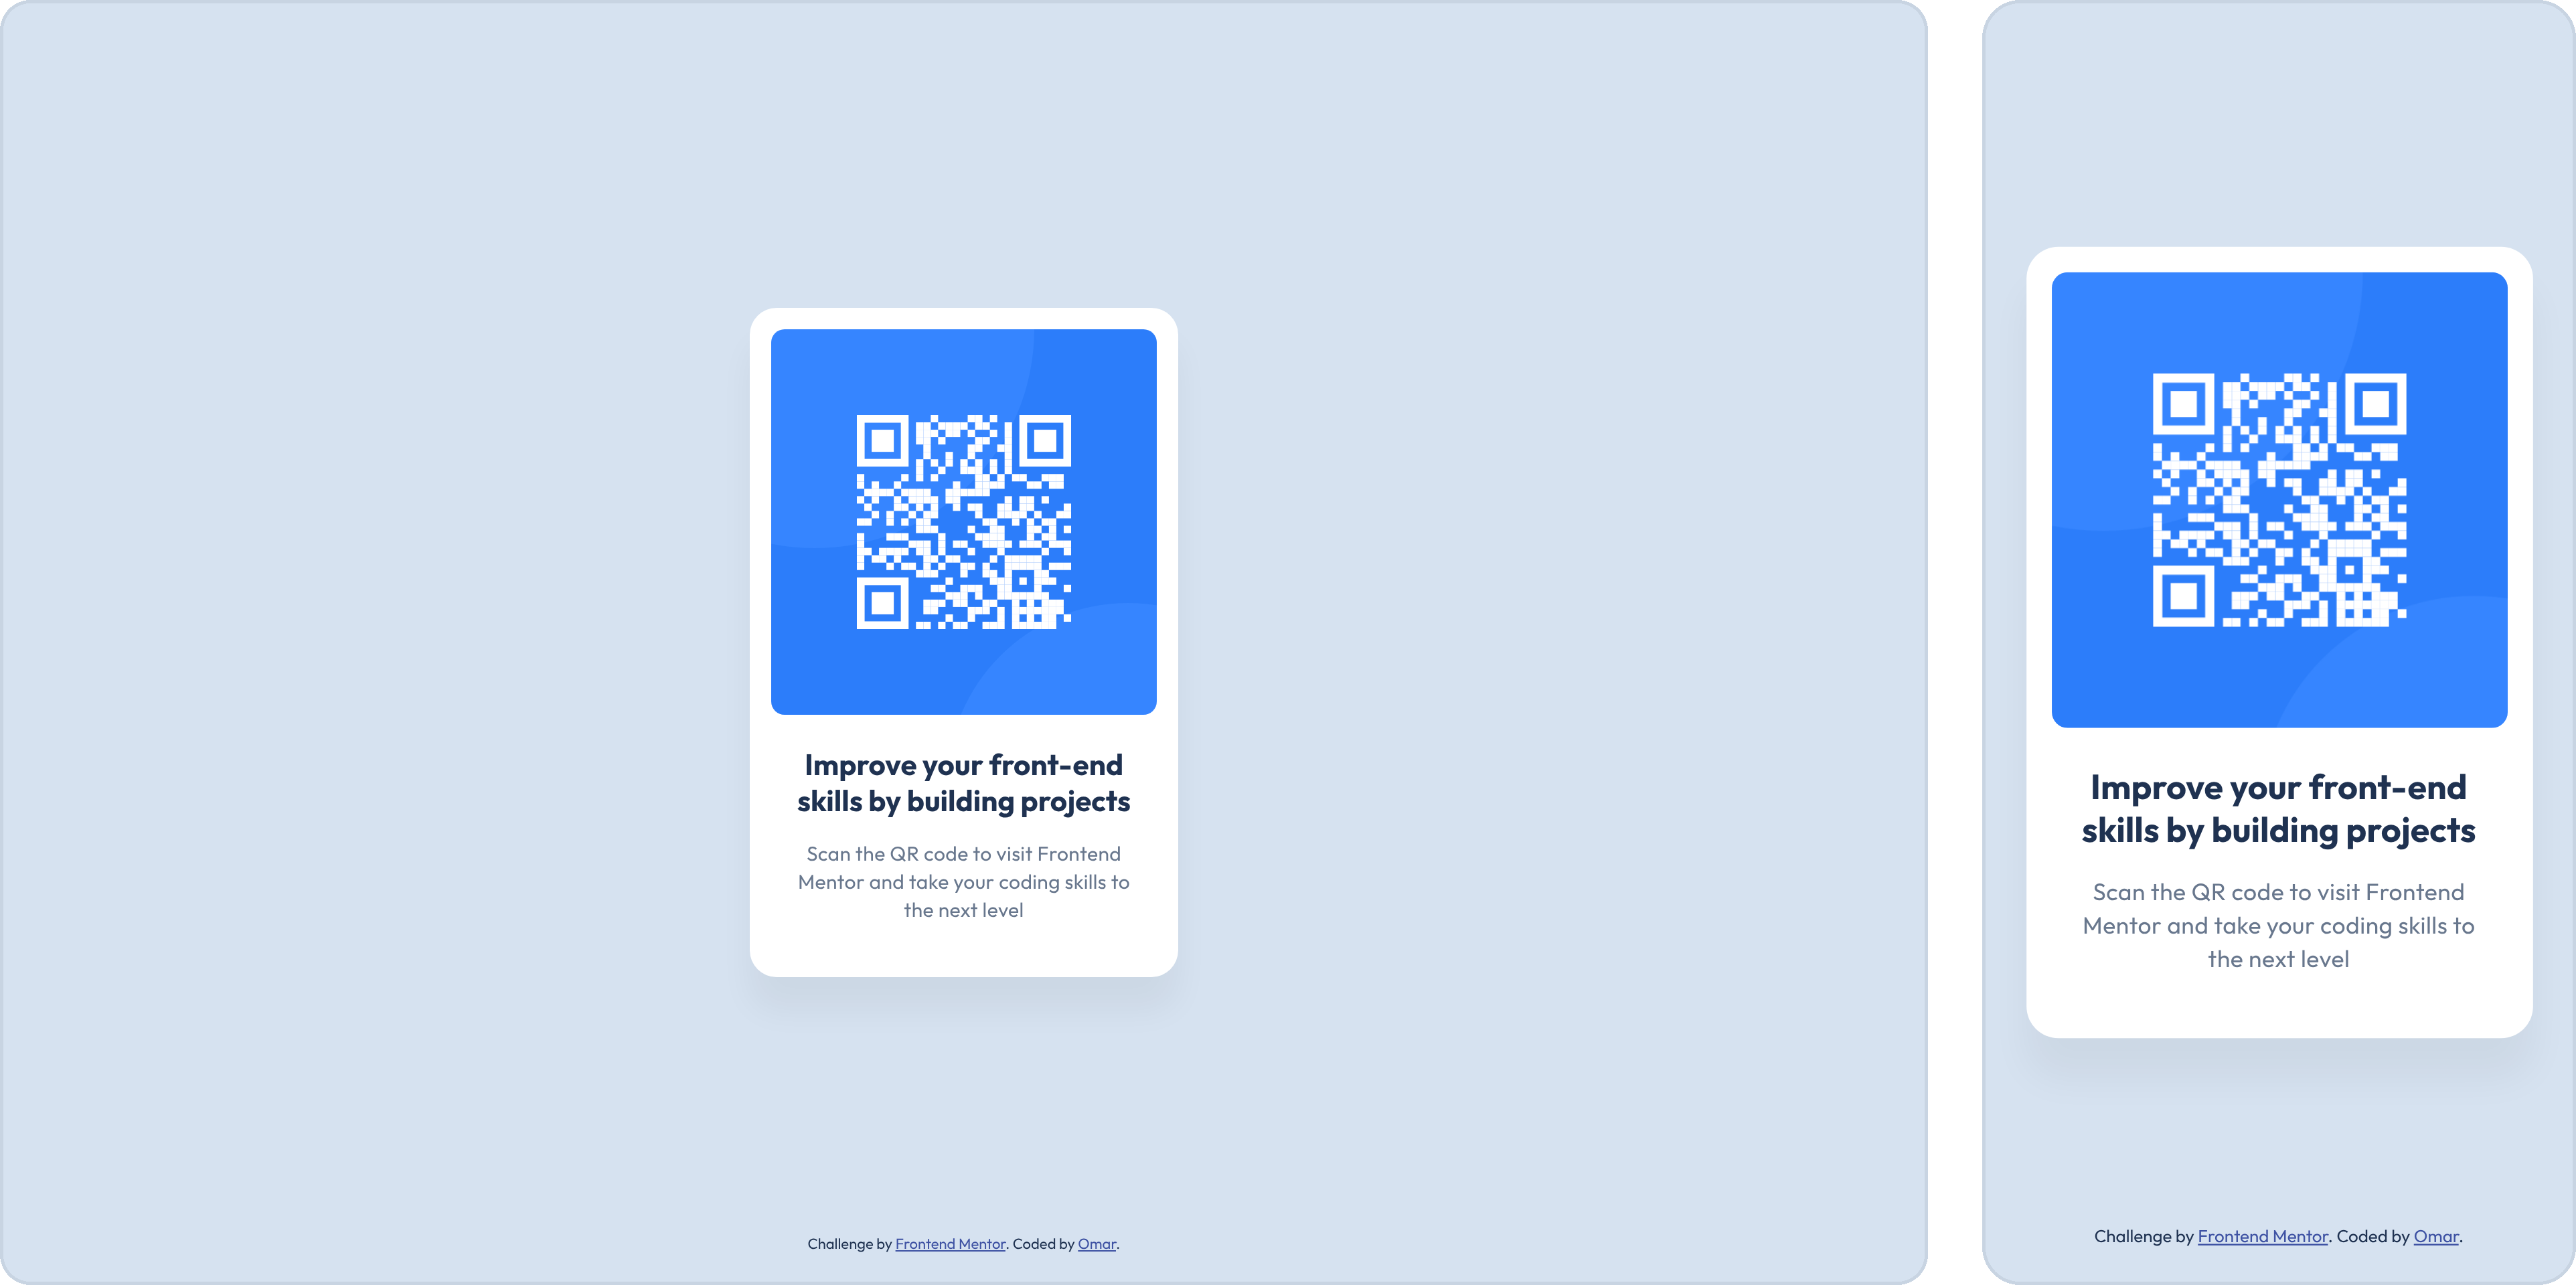 Improve your front-end
skills by building projects
Scan the QR code to visit Frontend
Mentor and take your coding skills to
the next level
Challenge by Frontend Mentor. Coded by Omar.
Improve your front-end
skills by building projects
Scan the QR code to visit Frontend
Mentor and take your coding skills to
the next level
Challenge by Frontend Mentor. Coded by Omar.